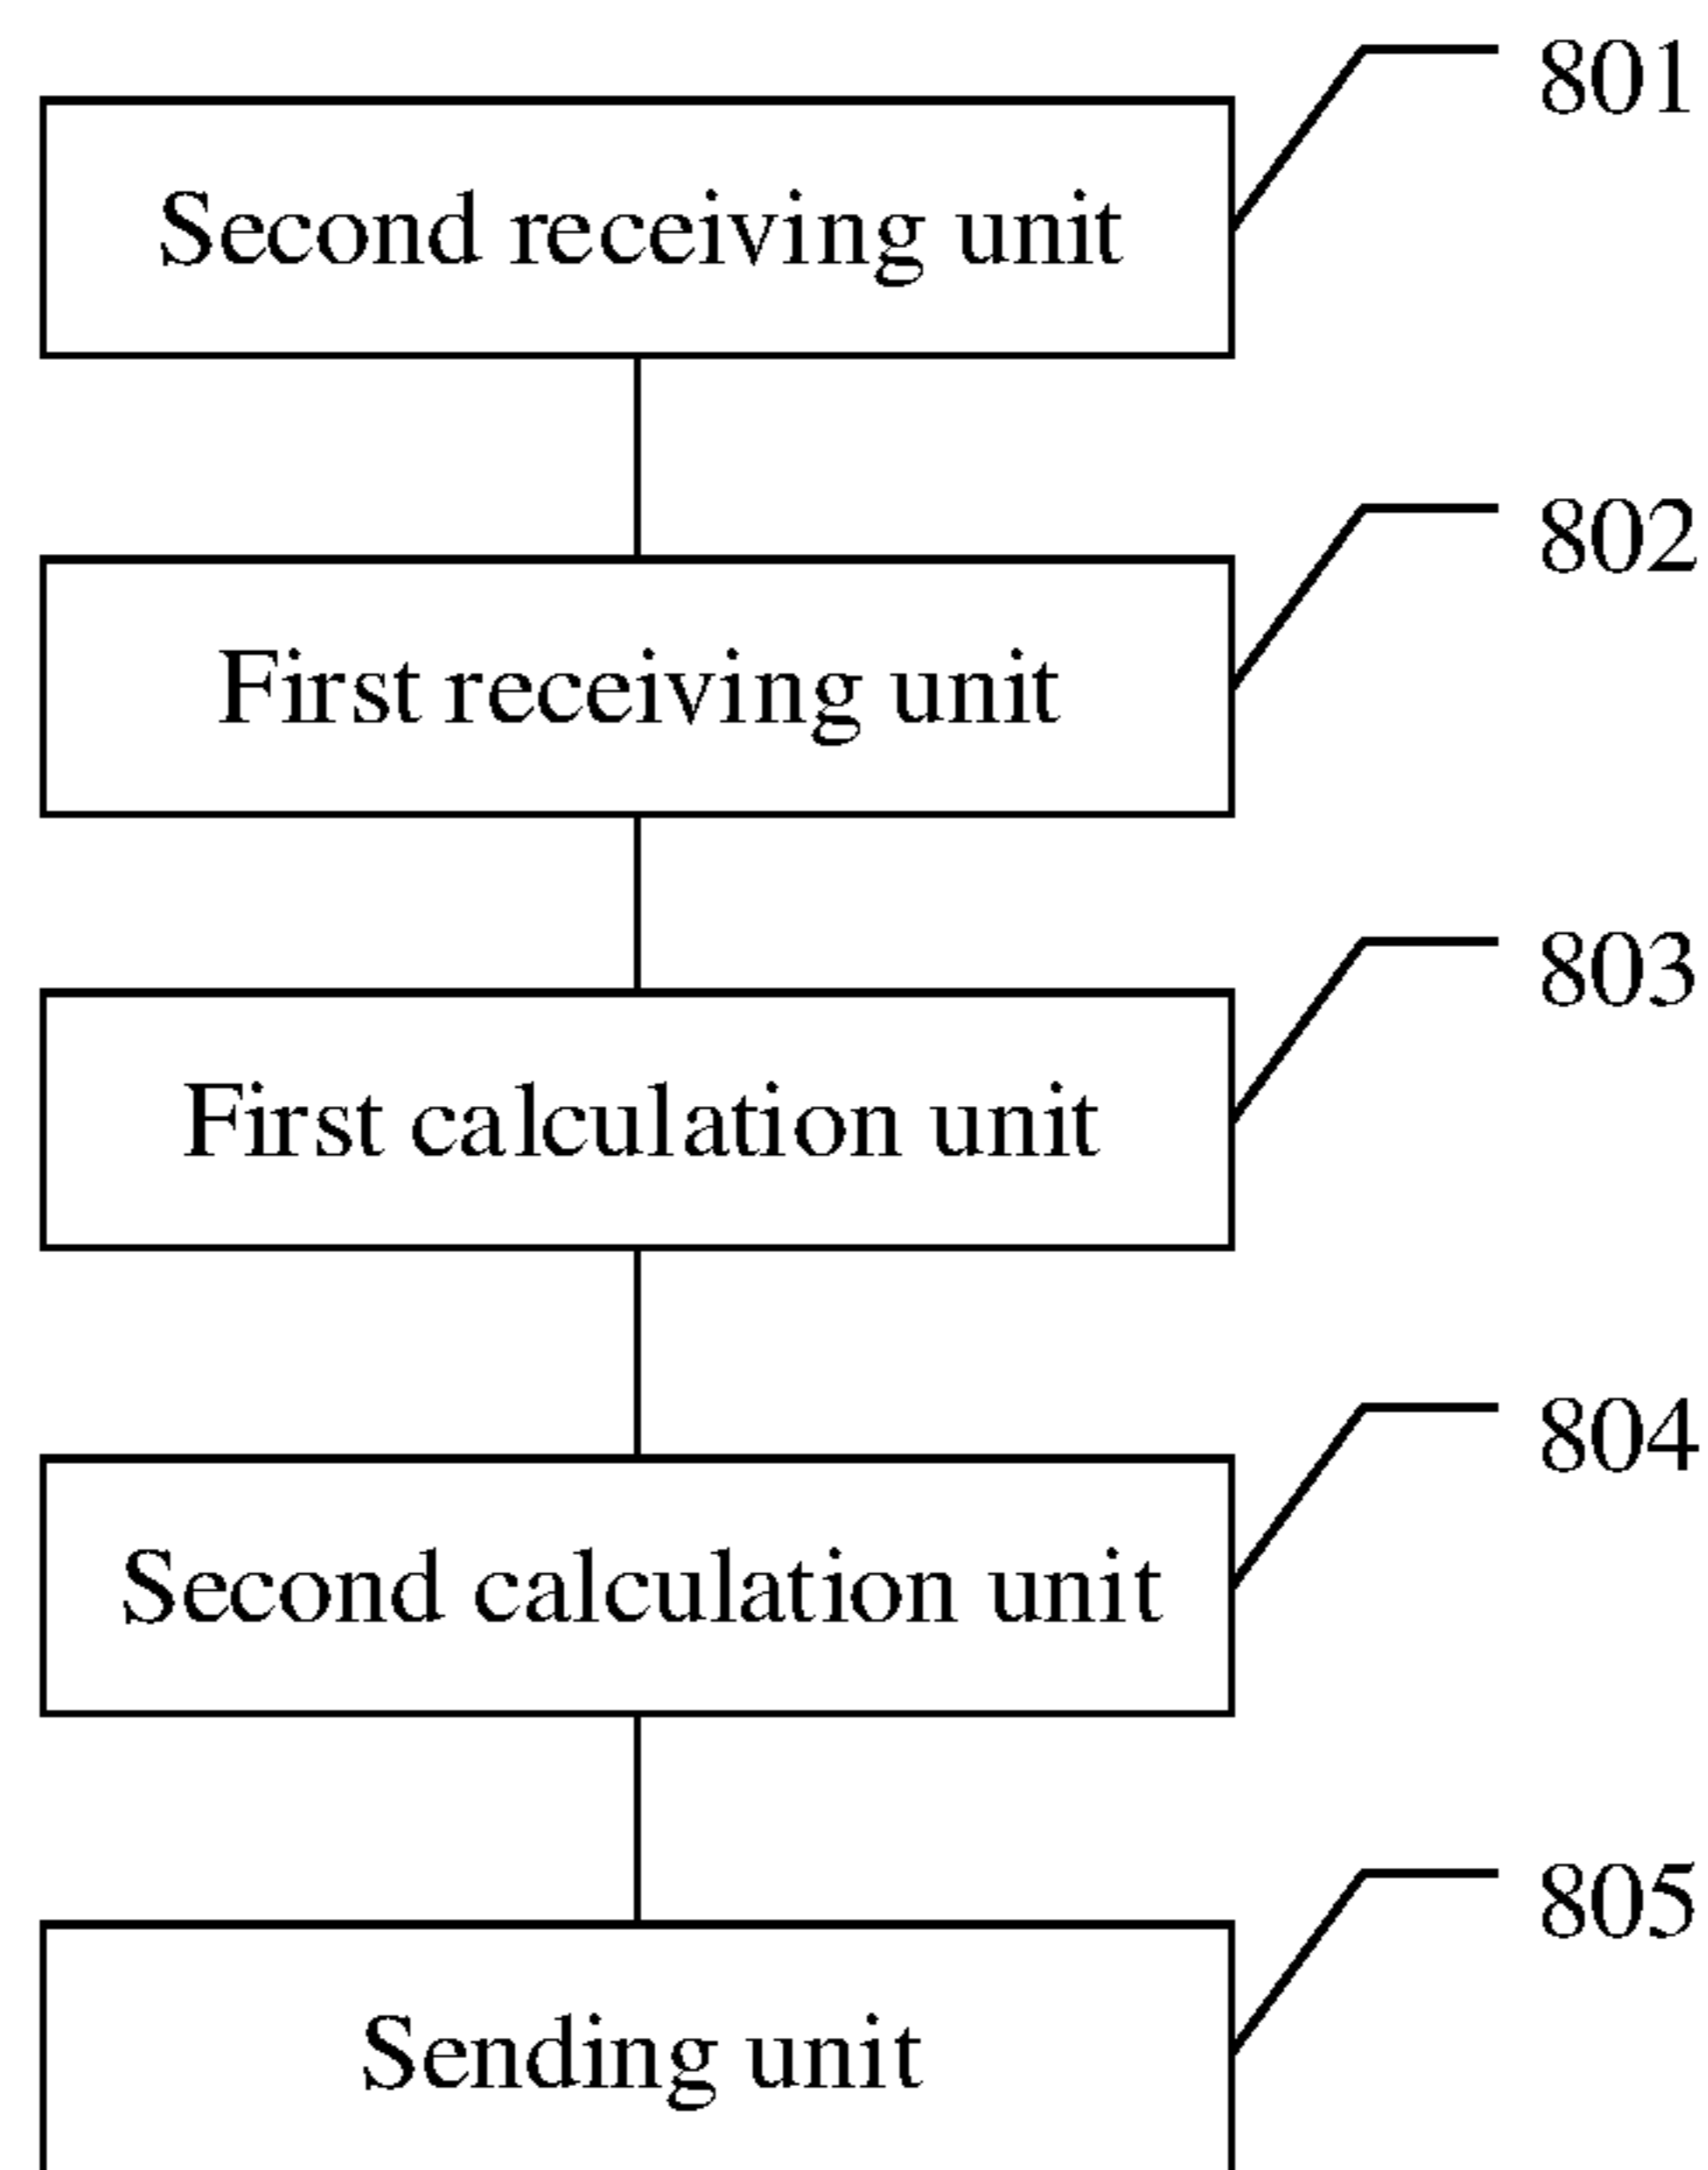 801
Second receiving unit
802
First receiving unit
803
First calculation unit
804
Second calculation unit
805
Sending unit